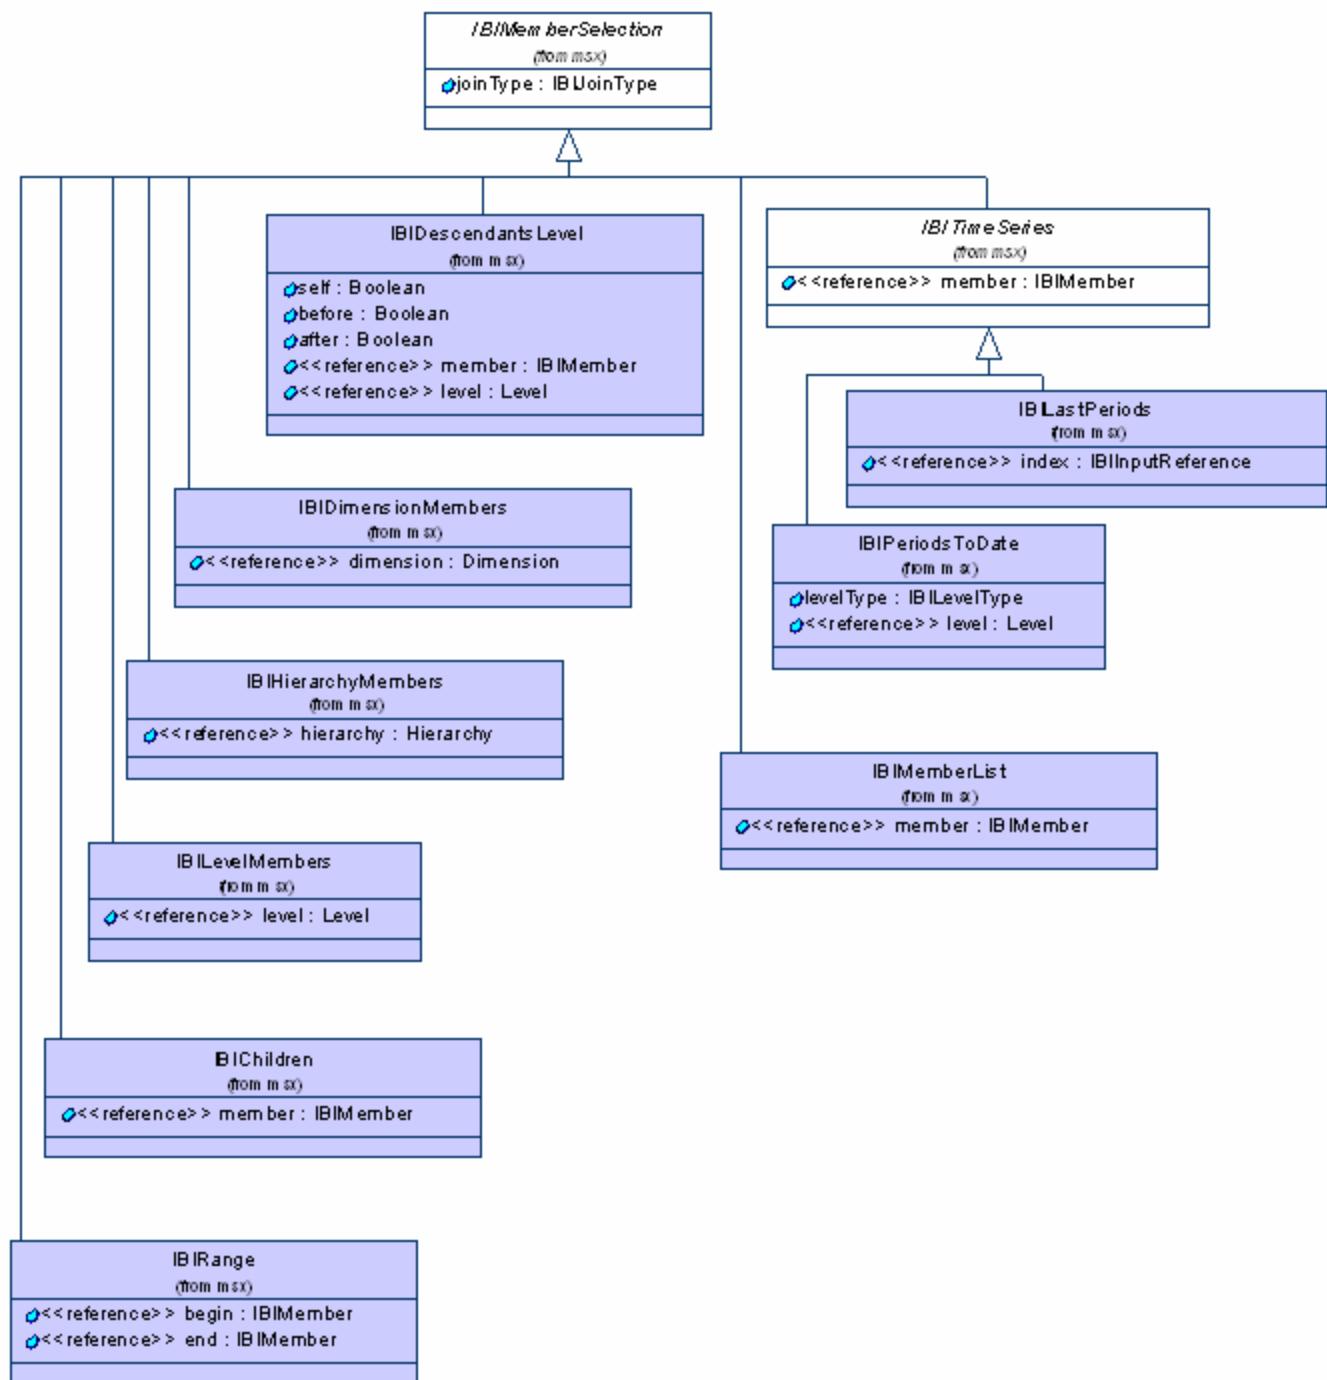 IBIMemberSelection
(from msx)
joinType : IBIJoinType
IBIDescendantsLevel
(from msx)
self : Boolean
before : Boolean
after : Boolean
<<reference>> member : IBIMember
<<reference>> level : Level
IBITimeSeries
(from msx)
<<reference>> member : IBIMember
IBILastPeriods
(from msx)
<<reference>> index : IBIInputReference
IBIDimensionMembers
(from msx)
<<reference>> dimension : Dimension
IBIPeriodsToDate
(from msx)
levelType : IBILevelType
<<reference>> level : Level
IBIHierarchyMembers
(from msx)
<<reference>> hierarchy : Hierarchy
IBIMemberList
(from msx)
<<reference>> member : IBIMember
IBILevelMembers
(from msx)
<<reference>> level : Level
IBIChildren
(from msx)
<<reference>> member : IBIMember
IBIRange
(from msx)
<<reference>> begin : IBIMember
<<reference>> end : IBIMember